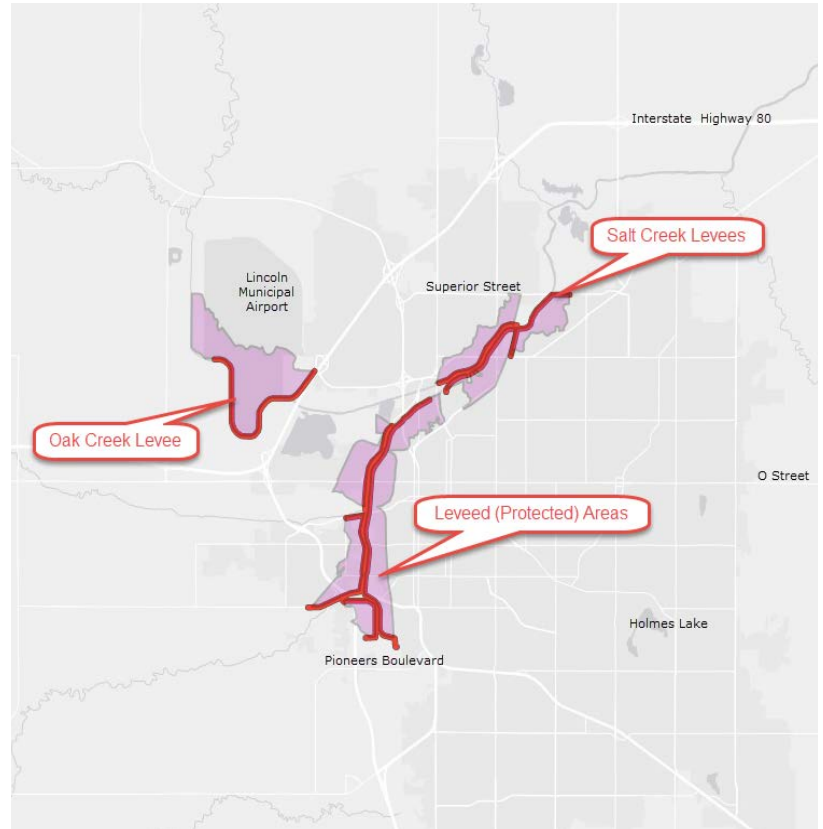 Interstate Highway 80
Salt Creek Levees
Lincoln
Municipal
Airport
Superior Street
Oak Creek Levee
O Street
Leveed (Protected) Areas
Holmes Lake
Pioneers Boulevard